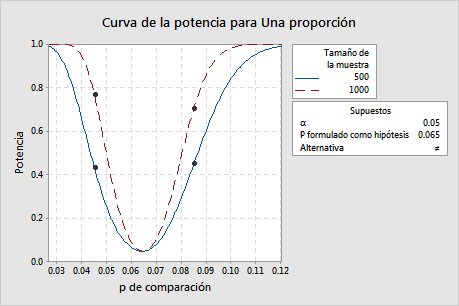 Curva de la potencia para Una proporción
Potencia
1.0
0.8
0.6
0.4
0.2
0.0
0.03 0.04 0.05 0.06 0.07 0.08 0.09 0.10 0.11 0.12
p de comparación
Tamaño de
la muestra
500
1000
Supuestos
α 0.05
P formulado como hipótesis 0.065
Alternativa ≠